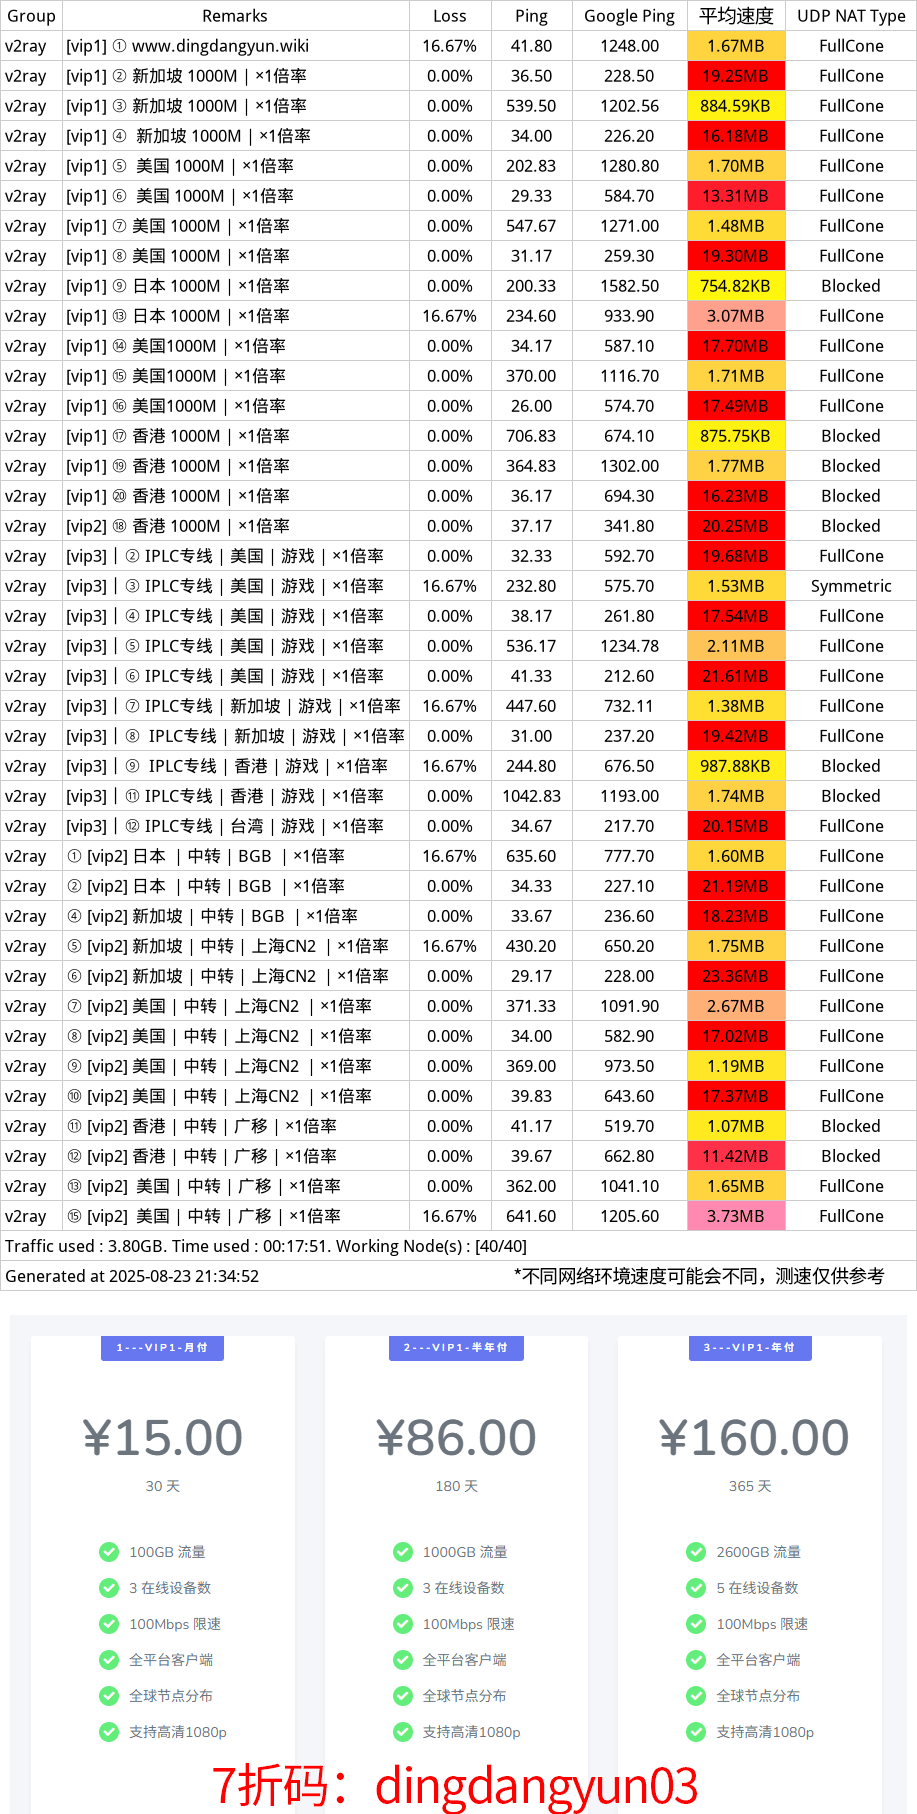 Group Remarks Loss Ping Google Ping 平均速度 UDP NAT Type
v2ray [vip1] ① www.dingdangyun.wiki 16.67% 41.80 1248.00 1.67MB FullCone
v2ray [vip1] ② 新加坡 1000M | ×1倍率 0.00% 36.50 228.50 19.25MB FullCone
v2ray [vip1] ③ 新加坡 1000M | ×1倍率 0.00% 539.50 1202.56 884.59KB FullCone
v2ray [vip1] ④ 新加坡 1000M | ×1倍率 0.00% 34.00 226.20 16.18MB FullCone
v2ray [vip1] ⑤ 美国 1000M | ×1倍率 0.00% 202.83 1280.80 1.70MB FullCone
v2ray [vip1] ⑥ 美国 1000M | ×1倍率 0.00% 29.33 584.70 13.31MB FullCone
v2ray [vip1] ⑦ 美国 1000M | ×1倍率 0.00% 547.67 1271.00 1.48MB FullCone
v2ray [vip1] ⑧ 美国 1000M | ×1倍率 0.00% 31.17 259.30 19.30MB FullCone
v2ray [vip1] ⑨ 日本 1000M | ×1倍率 0.00% 200.33 1582.50 754.82KB Blocked
v2ray [vip1] ⑬ 日本 1000M | ×1倍率 16.67% 234.60 933.90 3.07MB FullCone
v2ray [vip1] ⑭ 美国1000M | ×1倍率 0.00% 34.17 587.10 17.70MB FullCone
v2ray [vip1] ⑮ 美国1000M | ×1倍率 0.00% 370.00 1116.70 1.71MB FullCone
v2ray [vip1] ⑯ 美国1000M | ×1倍率 0.00% 26.00 574.70 17.49MB FullCone
v2ray [vip1] ⑰ 香港 1000M | ×1倍率 0.00% 706.83 674.10 875.75KB Blocked
v2ray [vip1] ⑲ 香港 1000M | ×1倍率 0.00% 364.83 1302.00 1.77MB Blocked
v2ray [vip1] ⑳ 香港 1000M | ×1倍率 0.00% 36.17 694.30 16.23MB Blocked
v2ray [vip2] ⑱ 香港 1000M | ×1倍率 0.00% 37.17 341.80 20.25MB Blocked
v2ray [vip3] | ② IPLC专线 | 美国 | 游戏 | ×1倍率 0.00% 32.33 592.70 19.68MB FullCone
v2ray [vip3] | ③ IPLC专线 | 美国 | 游戏 | ×1倍率 16.67% 232.80 575.70 1.53MB Symmetric
v2ray [vip3] | ④ IPLC专线 | 美国 | 游戏 | ×1倍率 0.00% 38.17 261.80 17.54MB FullCone
v2ray [vip3] | ⑤ IPLC专线 | 美国 | 游戏 | ×1倍率 0.00% 536.17 1234.78 2.11MB FullCone
v2ray [vip3] | ⑥ IPLC专线 | 美国 | 游戏 | ×1倍率 0.00% 41.33 212.60 21.61MB FullCone
v2ray [vip3] | ⑦ IPLC专线 | 新加坡 | 游戏 | ×1倍率 16.67% 447.60 732.11 1.38MB FullCone
v2ray [vip3] | ⑧ IPLC专线 | 新加坡 | 游戏 | ×1倍率 0.00% 31.00 237.20 19.42MB FullCone
v2ray [vip3] | ⑨ IPLC专线 | 香港 | 游戏 | ×1倍率 16.67% 244.80 676.50 987.88KB Blocked
v2ray [vip3] | ⑪ IPLC专线 | 香港 | 游戏 | ×1倍率 0.00% 1042.83 1193.00 1.74MB Blocked
v2ray [vip3] | ⑫ IPLC专线 | 台湾 | 游戏 | ×1倍率 0.00% 34.67 217.70 20.15MB FullCone
v2ray ① [vip2] 日本 | 中转 | BGB | ×1倍率 16.67% 635.60 777.70 1.60MB FullCone
v2ray ② [vip2] 日本 | 中转 | BGB | ×1倍率 0.00% 34.33 227.10 21.19MB FullCone
v2ray ④ [vip2] 新加坡 | 中转 | BGB | ×1倍率 0.00% 33.67 236.60 18.23MB FullCone
v2ray ⑤ [vip2] 新加坡 | 中转 | 上海CN2 | ×1倍率 16.67% 430.20 650.20 1.75MB FullCone
v2ray ⑥ [vip2] 新加坡 | 中转 | 上海CN2 | ×1倍率 0.00% 29.17 228.00 23.36MB FullCone
v2ray ⑦ [vip2] 美国 | 中转 | 上海CN2 | ×1倍率 0.00% 371.33 1091.90 2.67MB FullCone
v2ray ⑧ [vip2] 美国 | 中转 | 上海CN2 | ×1倍率 0.00% 34.00 582.90 17.02MB FullCone
v2ray ⑨ [vip2] 美国 | 中转 | 上海CN2 | ×1倍率 0.00% 369.00 973.50 1.19MB FullCone
v2ray ⑩ [vip2] 美国 | 中转 | 上海CN2 | ×1倍率 0.00% 39.83 643.60 17.37MB FullCone
v2ray ⑪ [vip2] 香港 | 中转 | 广移 | ×1倍率 0.00% 41.17 519.70 1.07MB Blocked
v2ray ⑫ [vip2] 香港 | 中转 | 广移 | ×1倍率 0.00% 39.67 662.80 11.42MB Blocked
v2ray ⑬ [vip2] 美国 | 中转 | 广移 | ×1倍率 0.00% 362.00 1041.10 1.65MB FullCone
v2ray ⑮ [vip2] 美国 | 中转 | 广移 | ×1倍率 16.67% 641.60 1205.60 3.73MB FullCone
Traffic used : 3.80GB. Time used : 00:17:51. Working Node(s) : [40/40]
Generated at 2025-08-23 21:34:52 *不同网络环境速度可能会不同，测速仅供参考
1---VIP1-月付 2---VIP1-半年付 3---VIP1-年付
¥15.00 ¥86.00 ¥160.00
30 天 180 天 365 天
100GB 流量 1000GB 流量 2600GB 流量
3 在线设备数 3 在线设备数 5 在线设备数
100Mbps 限速 100Mbps 限速 100Mbps 限速
全平台客户端 全平台客户端 全平台客户端
全球节点分布 全球节点分布 全球节点分布
支持高清1080p 支持高清1080p 支持高清1080p
7折码：dingdangyun03